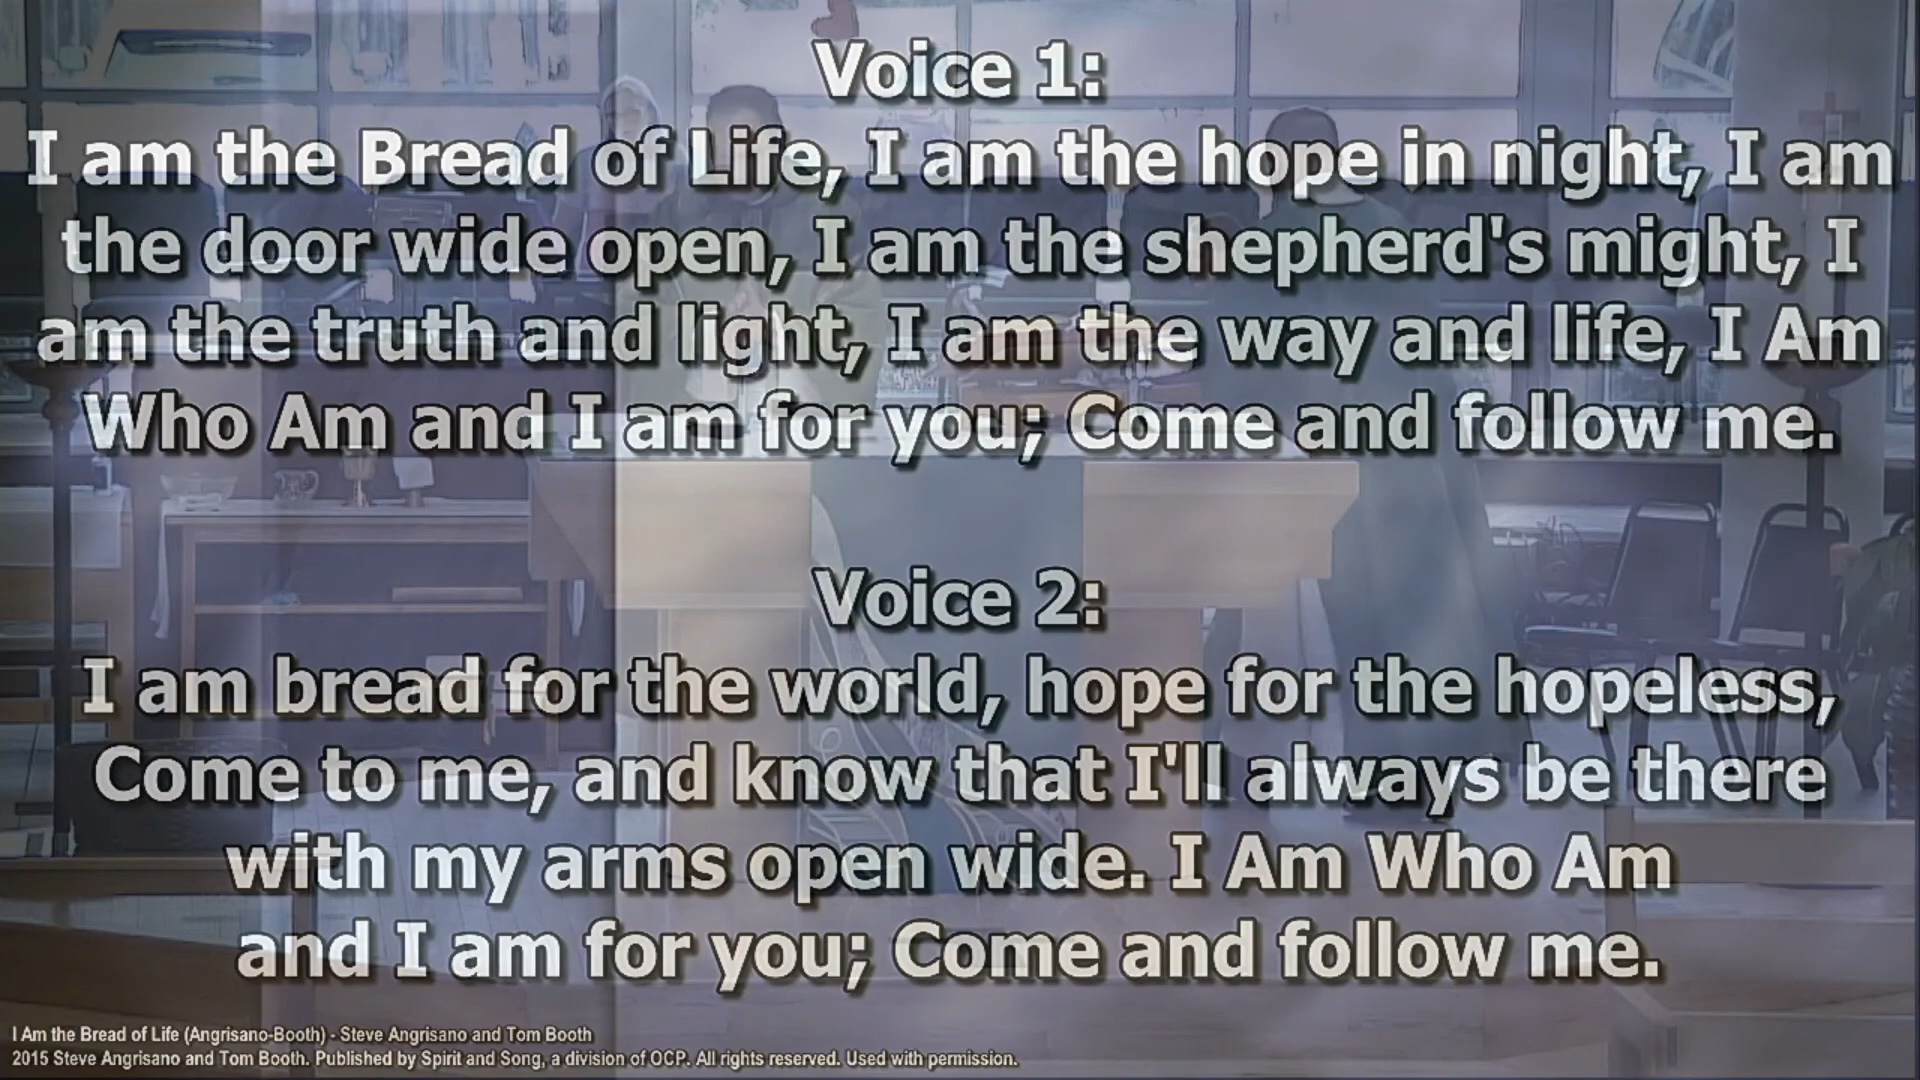 Voice 1:
I am the Bread of Life, I am the hope in night, I am
the door wide open, I am the shepherd's might, I
am the truth and light, I am the way and life, I Am
Who Am and I am for you; Come and follow me.
Voice 2:
I am bread for the world, hope for the hopeless,
Come to me, and know that I'll always be there
with my arms open wide. I Am Who Am
and I am for you; Come and follow me.
I Am the Bread of Life (Angrisano-Booth) - Steve Angrisano and Tom Booth
2015 Steve Angrisano and Tom Booth. Published by Spirit and Song, a division of OCP. All rights reserved. Used with permission.